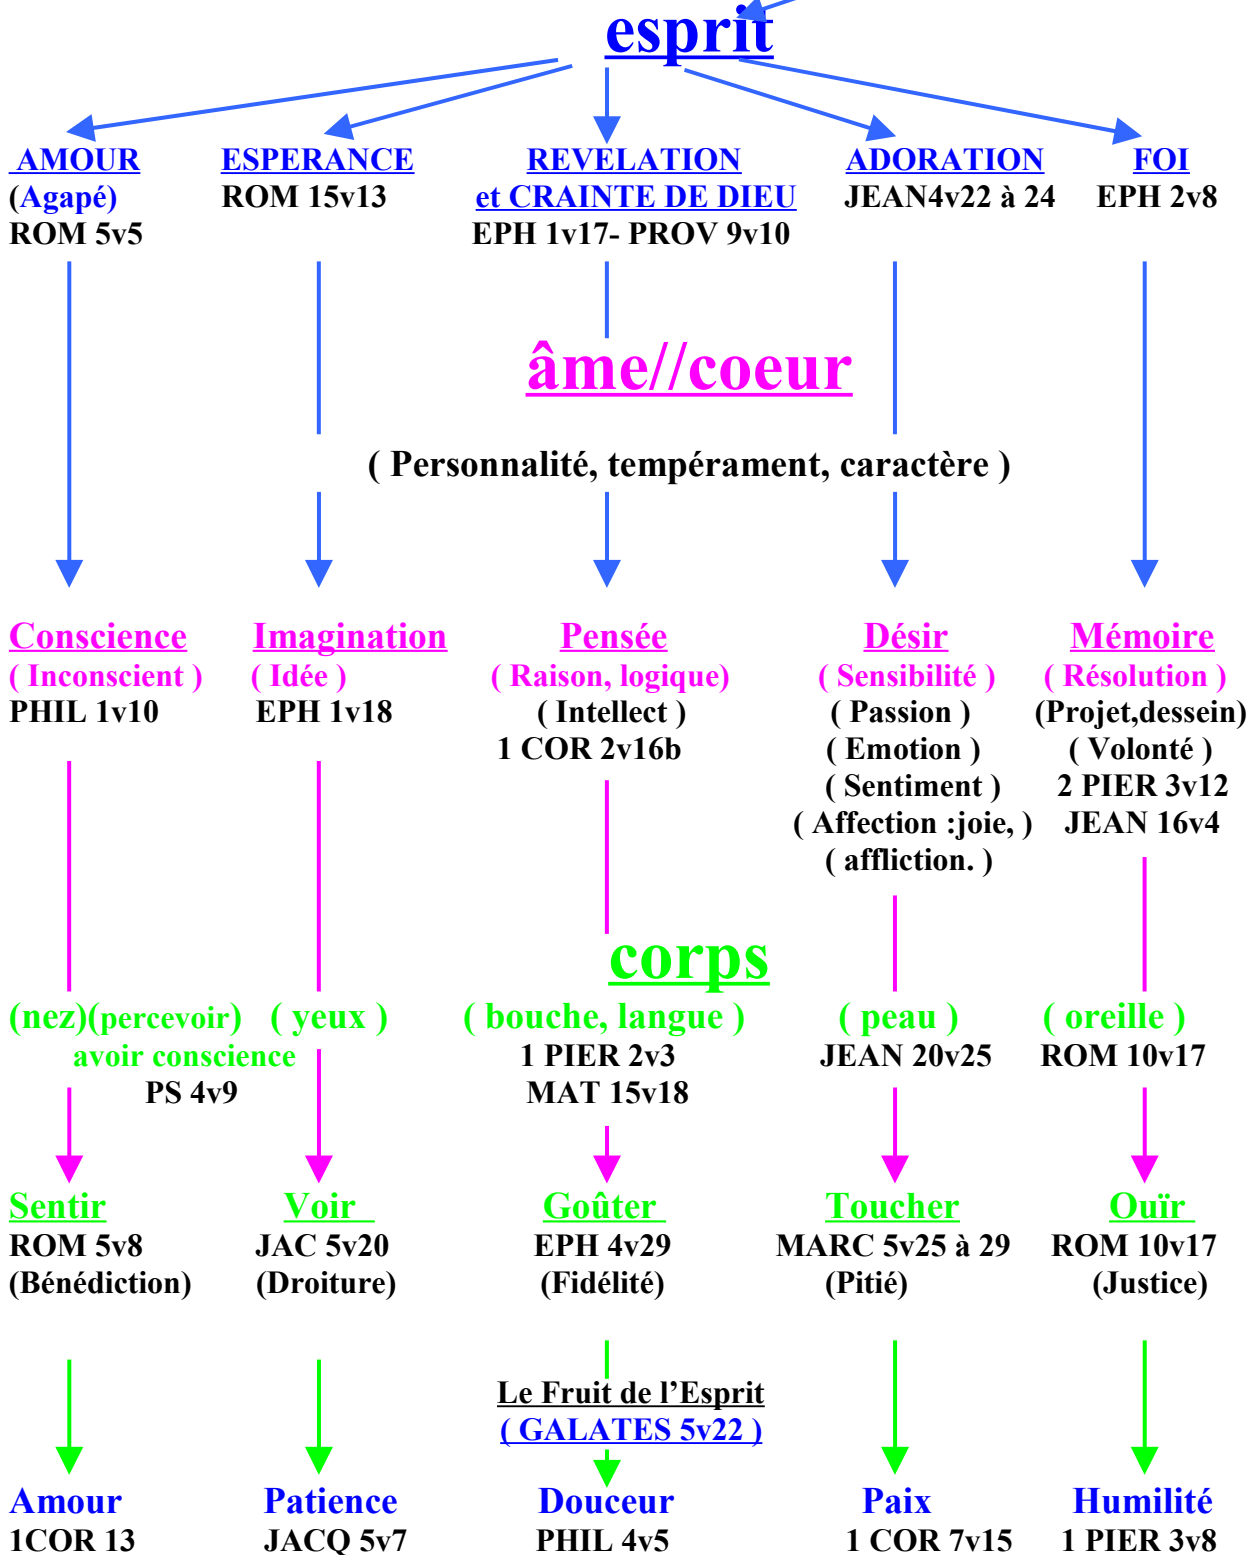 esprit
AMOUR ESPERANCE REVELATION ADORATION FOI
(Agapé) ROM 15v13 et CRAINTE DE DIEU JEAN4v22 à 24 EPH 2v8
ROM 5v5 EPH 1v17- PROV 9v10
âme//coeur
( Personnalité, tempérament, caractère )
Conscience Imagination Pensée Désir Mémoire
( Inconscient ) ( Idée ) ( Raison, logique) ( Sensibilité ) ( Résolution )
PHIL 1v10 EPH 1v18 ( Intellect ) ( Passion ) (Projet,dessein)
1 COR 2v16b ( Emotion ) ( Volonté )
( Sentiment ) 2 PIER 3v12
( Affection :joie, ) JEAN 16v4
( affliction. )
corps
(nez)(percevoir) ( yeux ) ( bouche, langue ) ( peau ) ( oreille )
avoir conscience 1 PIER 2v3 JEAN 20v25 ROM 10v17
PS 4v9 MAT 15v18
Sentir Voir Goûter Toucher Ouïr
ROM 5v8 JAC 5v20 EPH 4v29 MARC 5v25 à 29 ROM 10v17
(Bénédiction) (Droiture) (Fidélité) (Pitié) (Justice)
Le Fruit de l’Esprit
( GALATES 5v22 )
Amour Patience Douceur Paix Humilité
1COR 13 JACQ 5v7 PHIL 4v5 1 COR 7v15 1 PIER 3v8